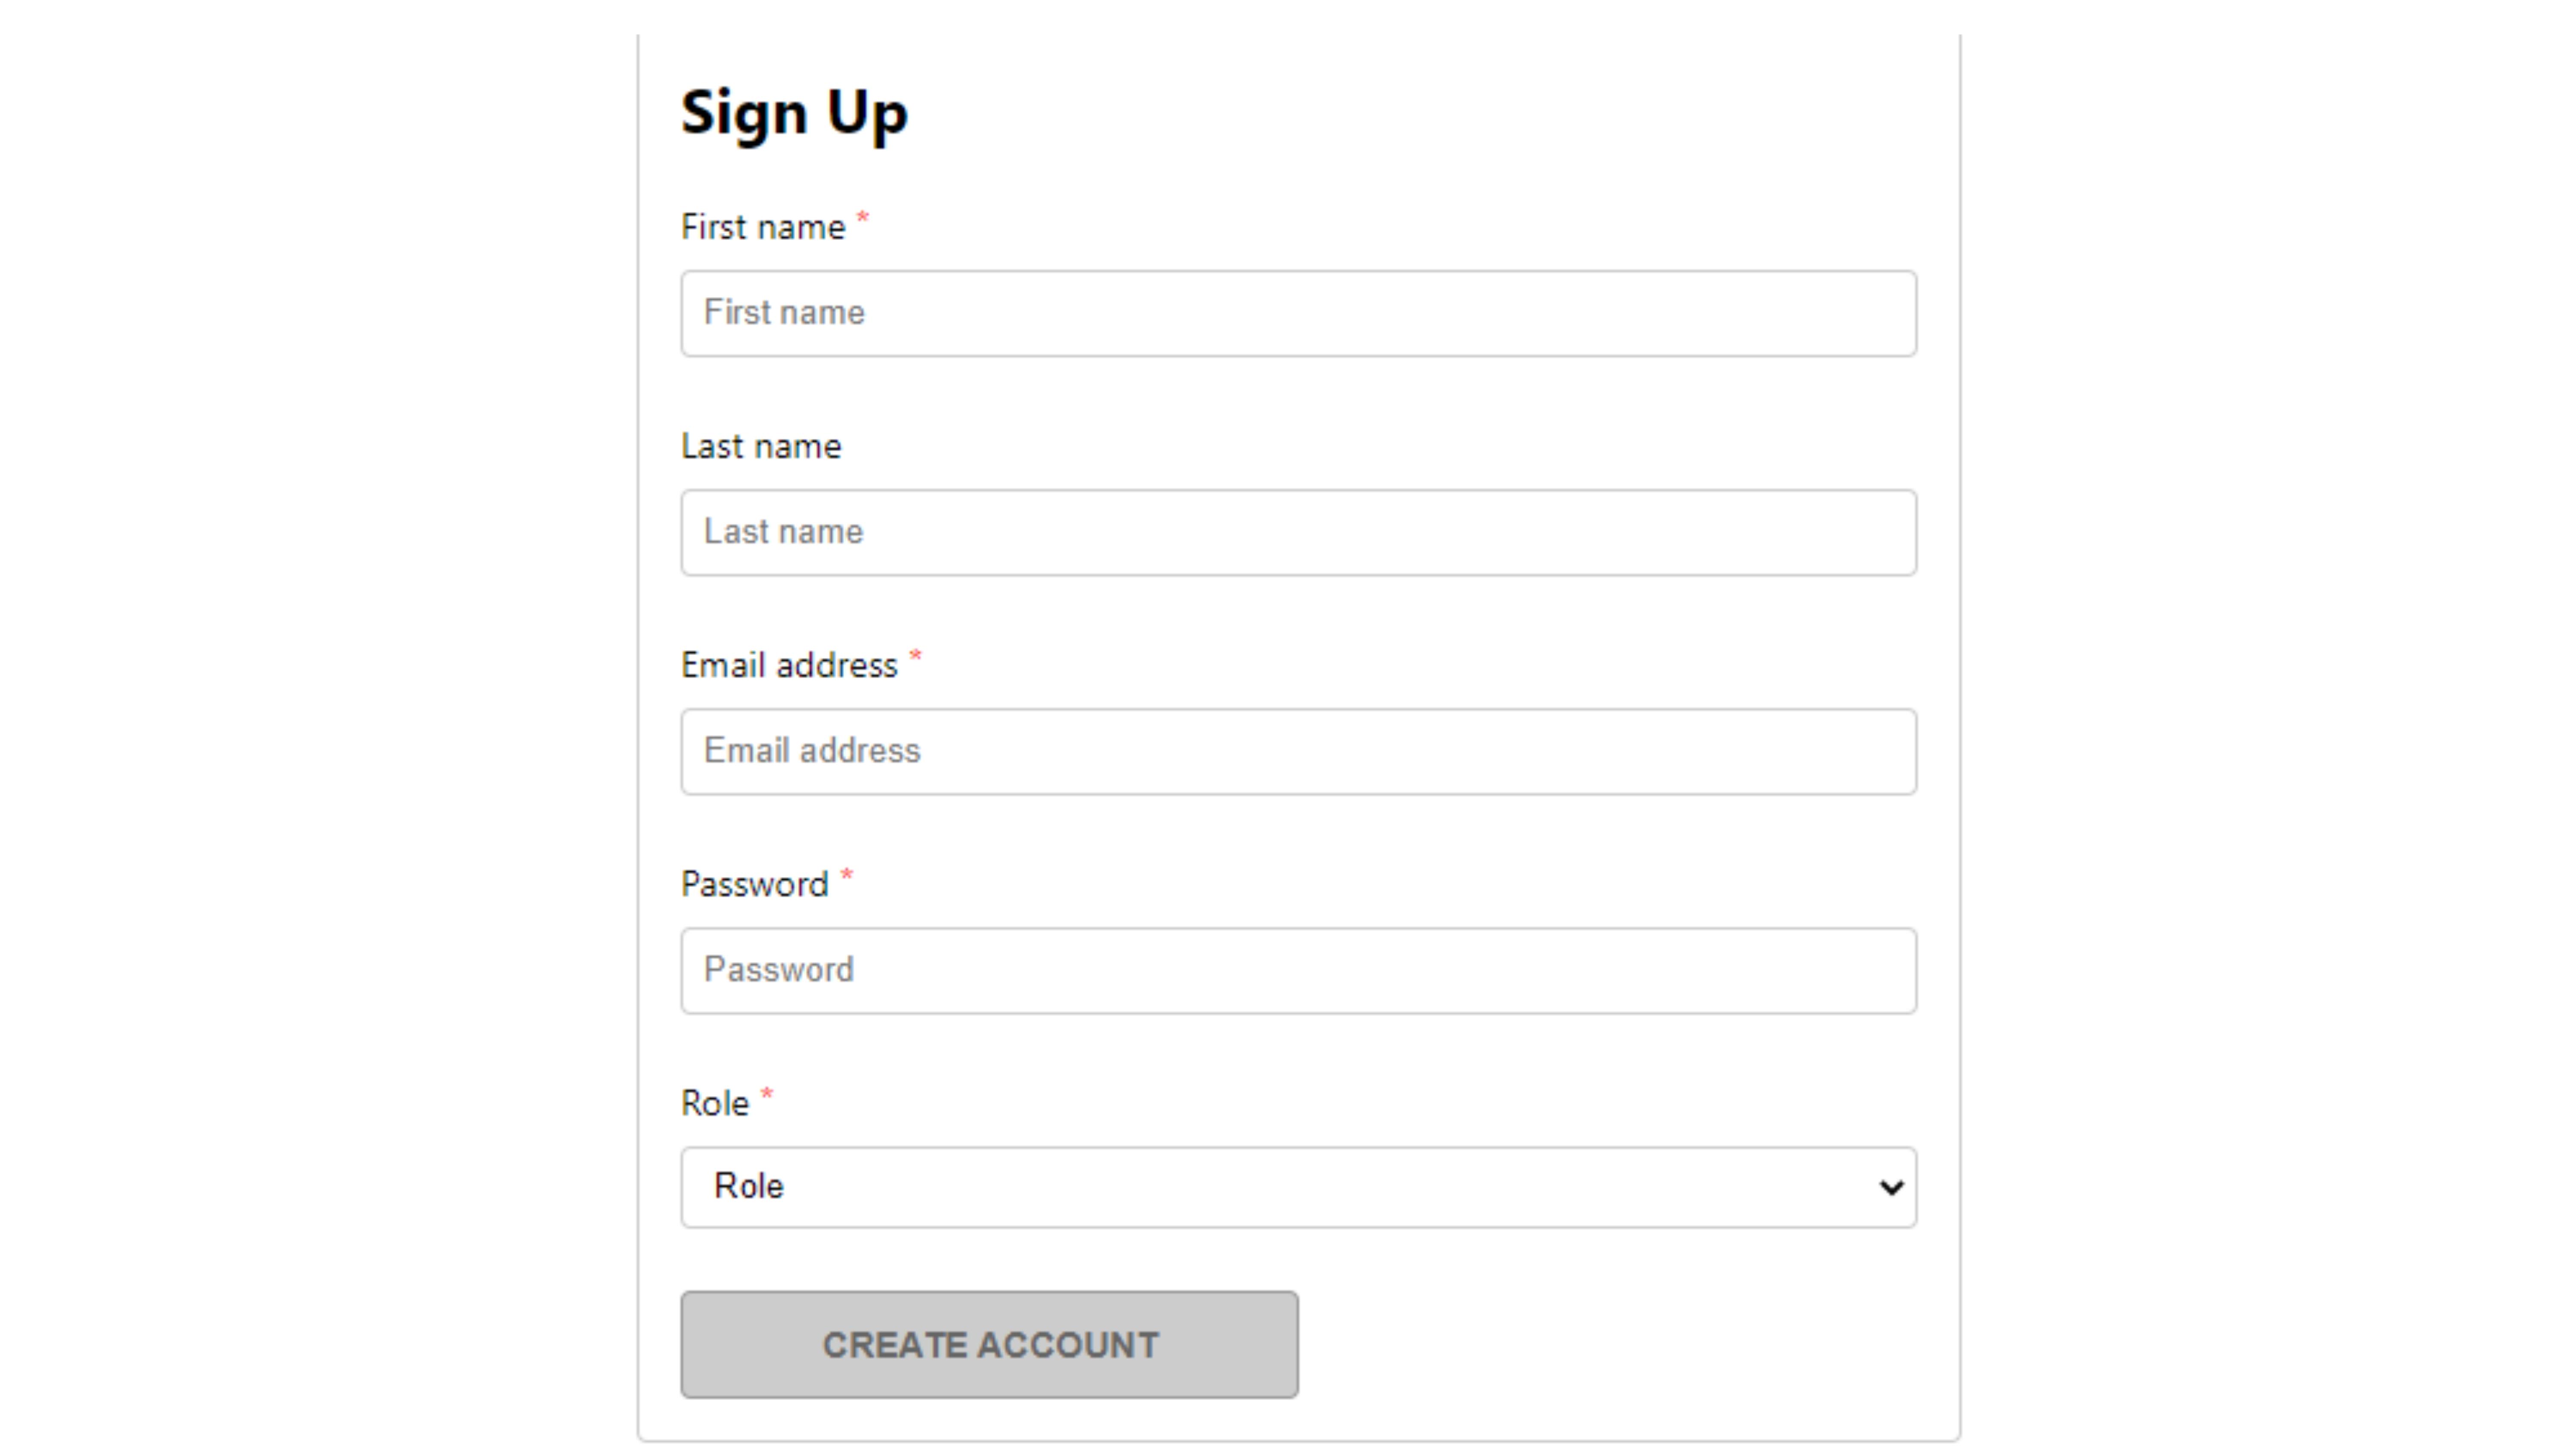 Sign Up
First name *
First name
Last name
Last name
Email address *
Email address
Password *
Password
Role *
Role
CREATE ACCOUNT